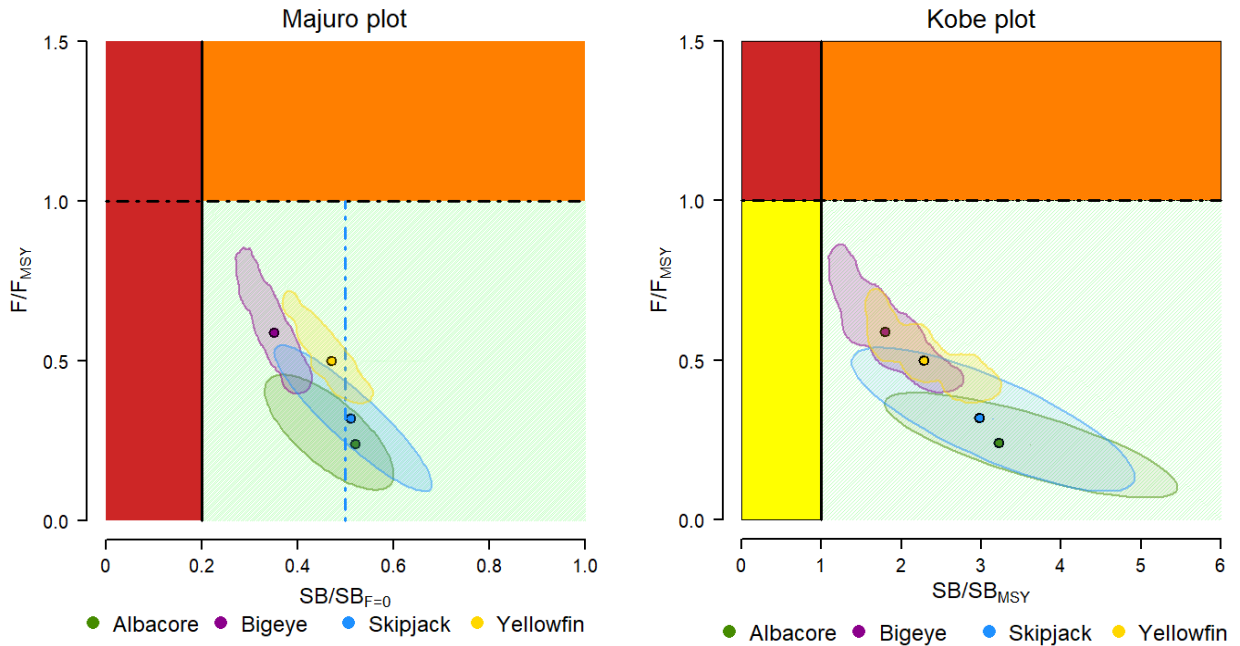 Majuro plot
1.5
1.0
0.5
0.0
F/FMSY
0
0.2
0.4
0.6
0.8
1.0
SB/SBF=0
Albacore
Bigeye
Skipjack
Yellowfin
Kobe plot
1.5
1.0
0.5
0.0
F/FMSY
0
1
2
3
4
5
6
SB/SBMSY
Albacore
Bigeye
Skipjack
Yellowfin